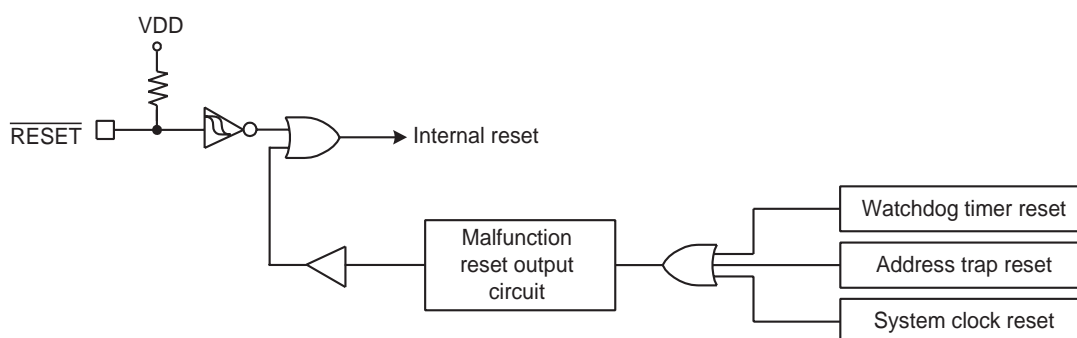 VDD
RESET
Internal reset
Watchdog timer reset
Malfunction
reset output
circuit
Address trap reset
System clock reset